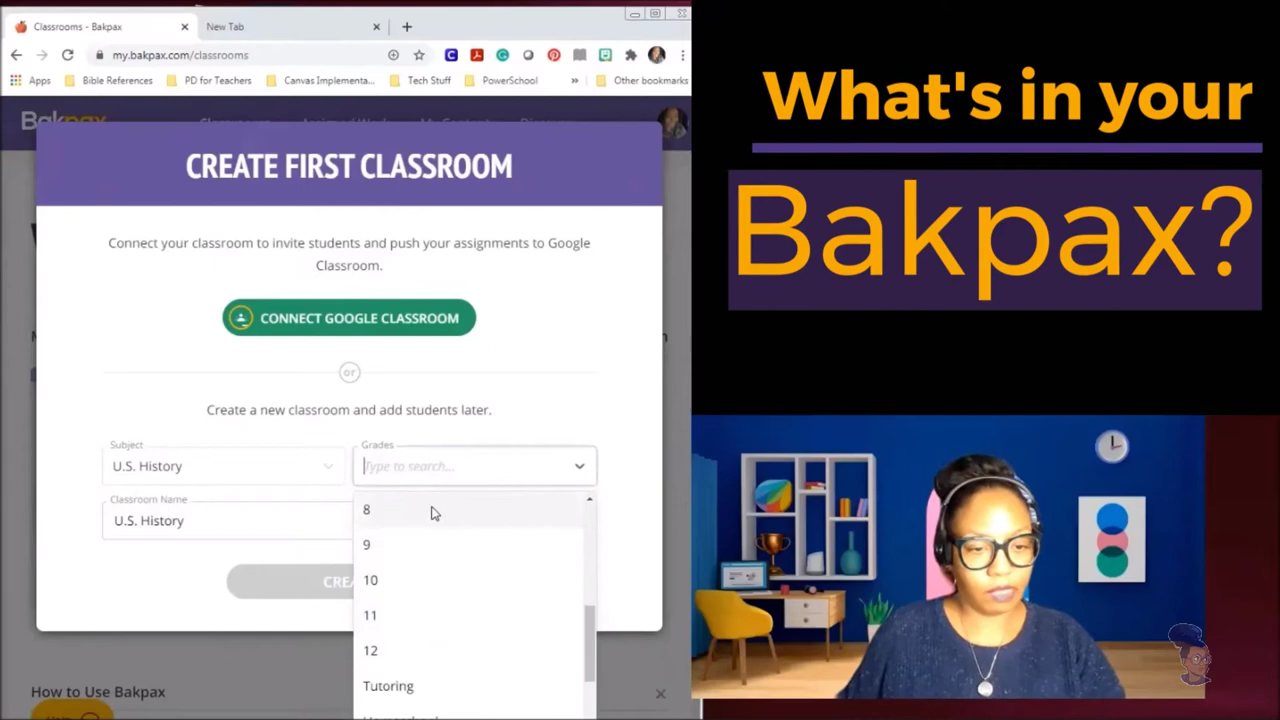 Classrooms - Bakpax
New Tab
my.bakpax.com/classrooms
Apps
Bible References
PD for Teachers
Canvas Implementa...
Tech Stuff
PowerSchool
»
Other bookmarks
Bakpax
CREATE FIRST CLASSROOM
Connect your classroom to invite students and push your assignments to Google
Classroom.
CONNECT GOOGLE CLASSROOM
or
Create a new classroom and add students later.
Subject
U.S. History
Grades
Type to search...
Classroom Name
U.S. History
8
9
10
11
12
Tutoring
How to Use Bakpax
What's in your
Bakpax?